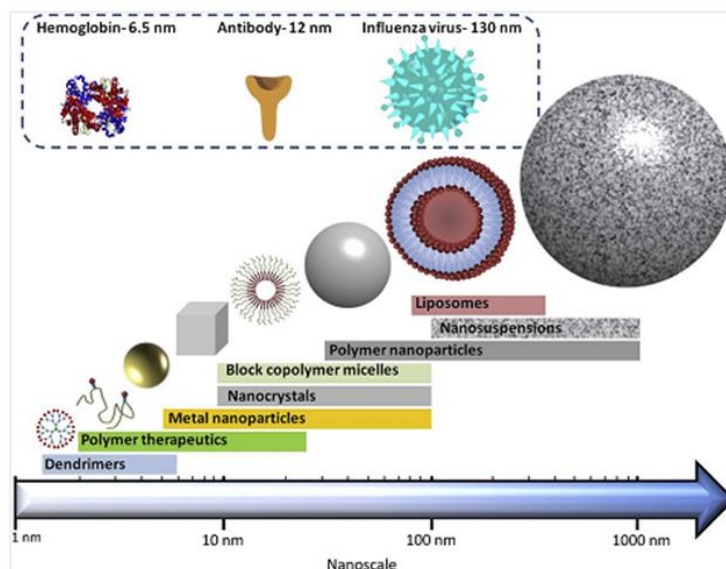 Hemoglobin- 6.5 nm Antibody- 12 nm Influenza virus- 130 nm
Liposomes
Nanosuspensions
Polymer nanoparticles
Block copolymer micelles
Nanocrystals
Metal nanoparticles
Polymer therapeutics
Dendrimers
1 nm 10 nm 100 nm 1000 nm
Nanoscale